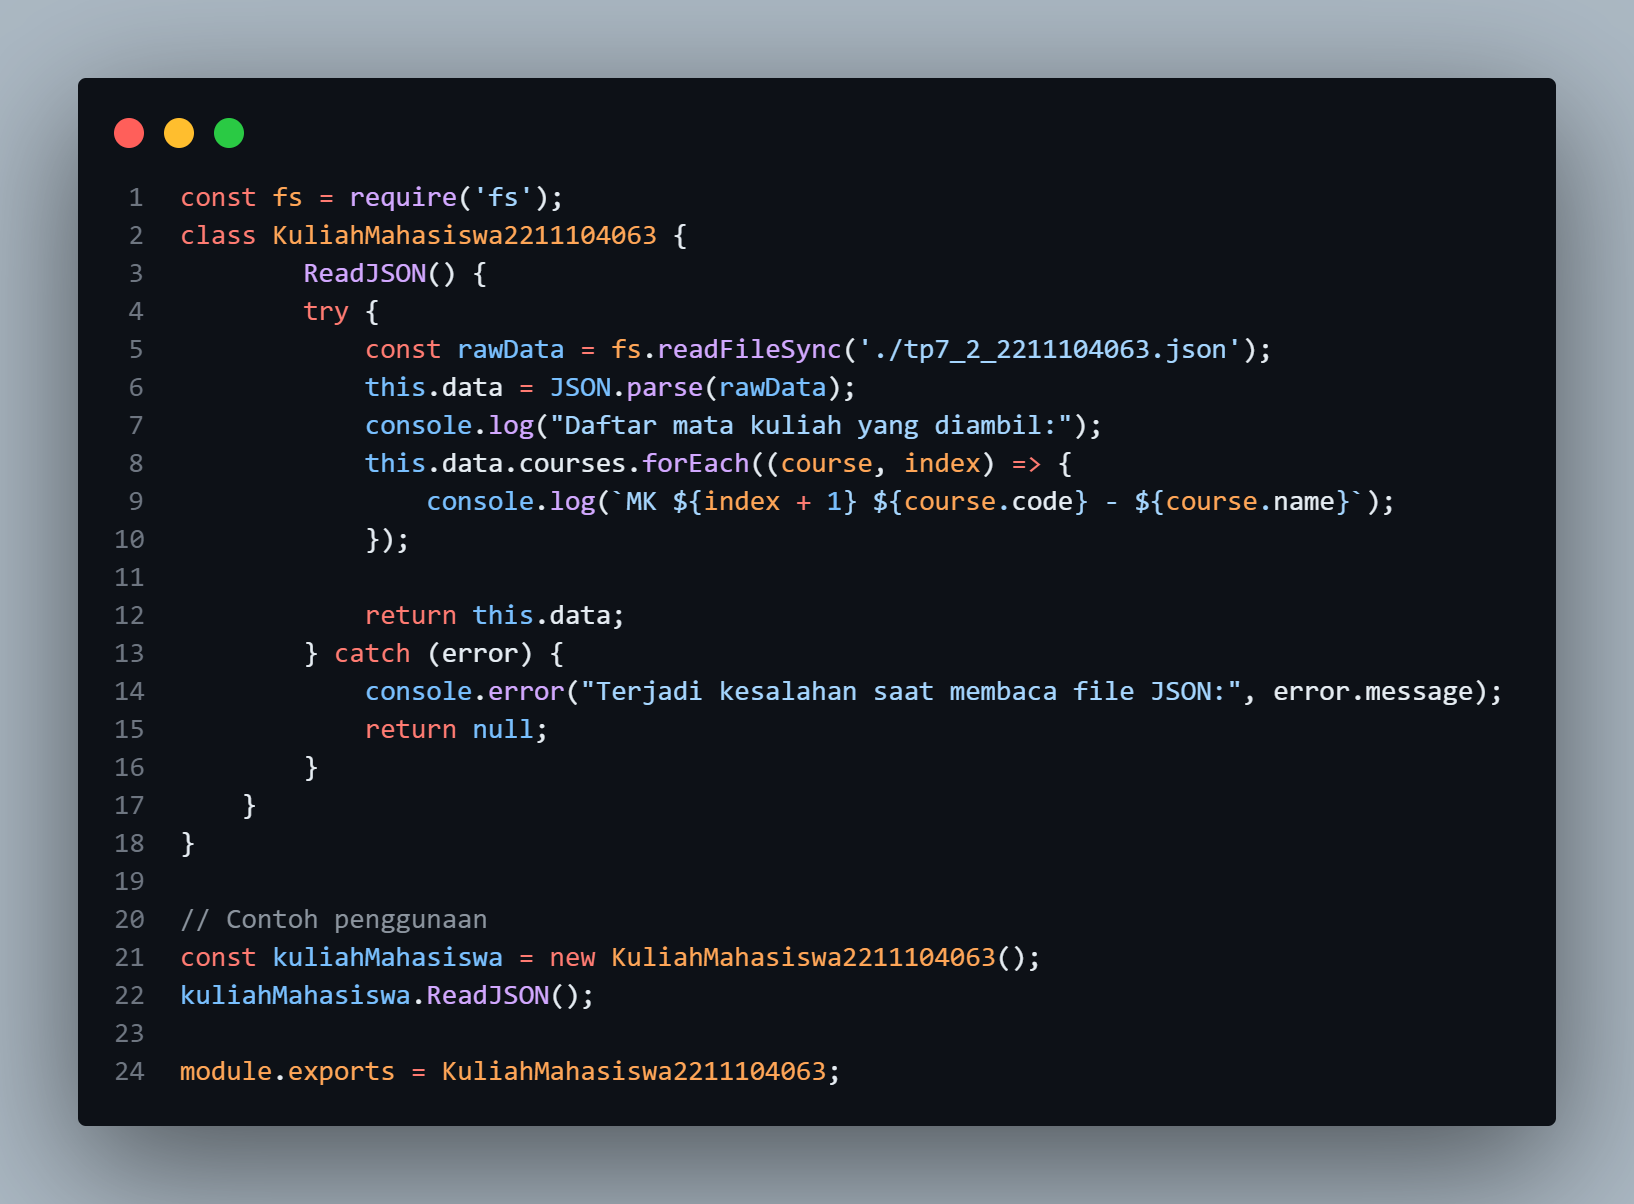 1 const fs = require('fs');
2 class KuliahMahasiswa2211104063 {
3         ReadJSON() {
4         try {
5             const rawData = fs.readFileSync('./tp7_2_2211104063.json');
6             this.data = JSON.parse(rawData);
7             console.log("Daftar mata kuliah yang diambil:");
8             this.data.courses.forEach((course, index) => {
9                 console.log(`MK ${index + 1} ${course.code} - ${course.name}`);
10             });
11
12             return this.data;
13         } catch (error) {
14             console.error("Terjadi kesalahan saat membaca file JSON:", error.message);
15             return null;
16         }
17     }
18 }
19
20 // Contoh penggunaan
21 const kuliahMahasiswa = new KuliahMahasiswa2211104063();
22 kuliahMahasiswa.ReadJSON();
23
24 module.exports = KuliahMahasiswa2211104063;